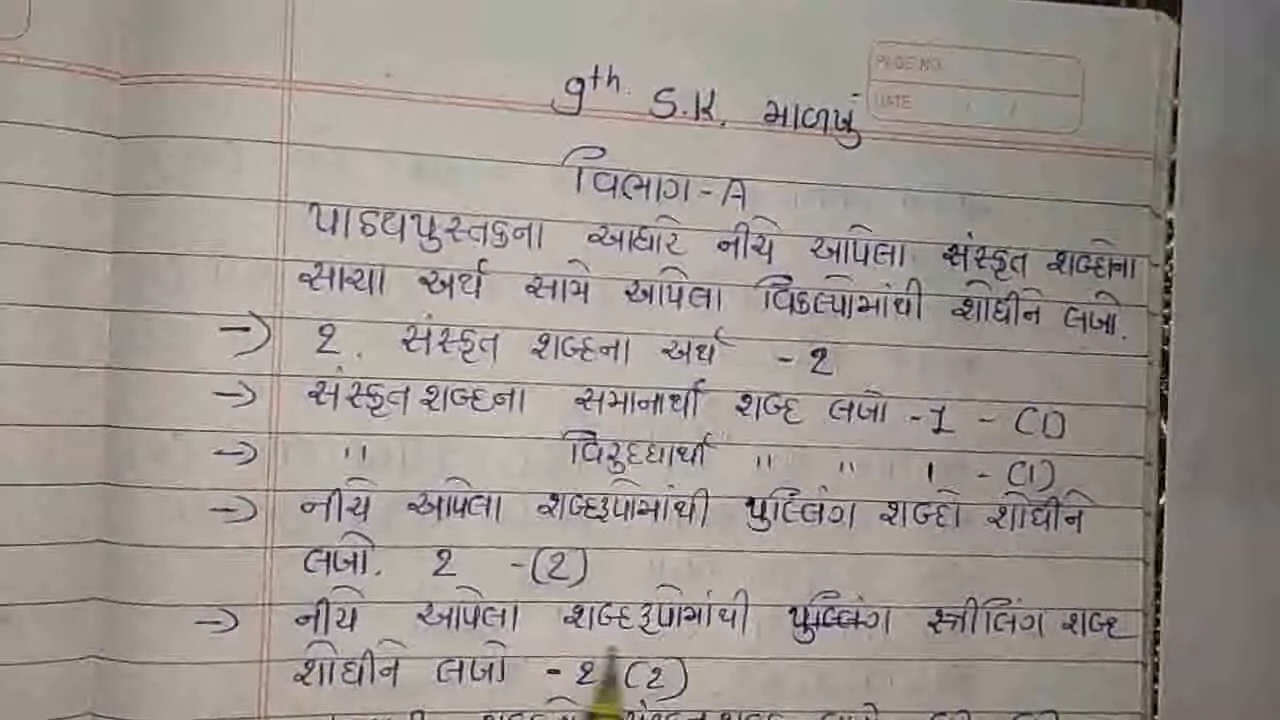 PAGE NO.
DATE
9th S.K. માળખું
વિભાગ-A
પાઠ્યપુસ્તકના આધારે નીચે આપેલા સંસ્કૃત શબ્દોના
સાચા અર્થ સામે આપેલા વિકલ્પોમાંથી શોધીને લખો.
→ 2. સંસ્કૃત શબ્દના અર્થ - 2
→ સંસ્કૃત શબ્દના સમાનાર્થી શબ્દ લખો - 1 - (1)
→ " વિરુદ્ધાર્થી " " 1 - (1)
→ નીચે આપેલા શબ્દરૂપોમાંથી પુલ્લિંગ શબ્દો શોધીને
લખો. 2 - (2)
→ નીચે આપેલા શબ્દરૂપોમાંથી પુલ્લિંગ સ્ત્રીલિંગ શબ્દ
શોધીને લખો - 2 (2)